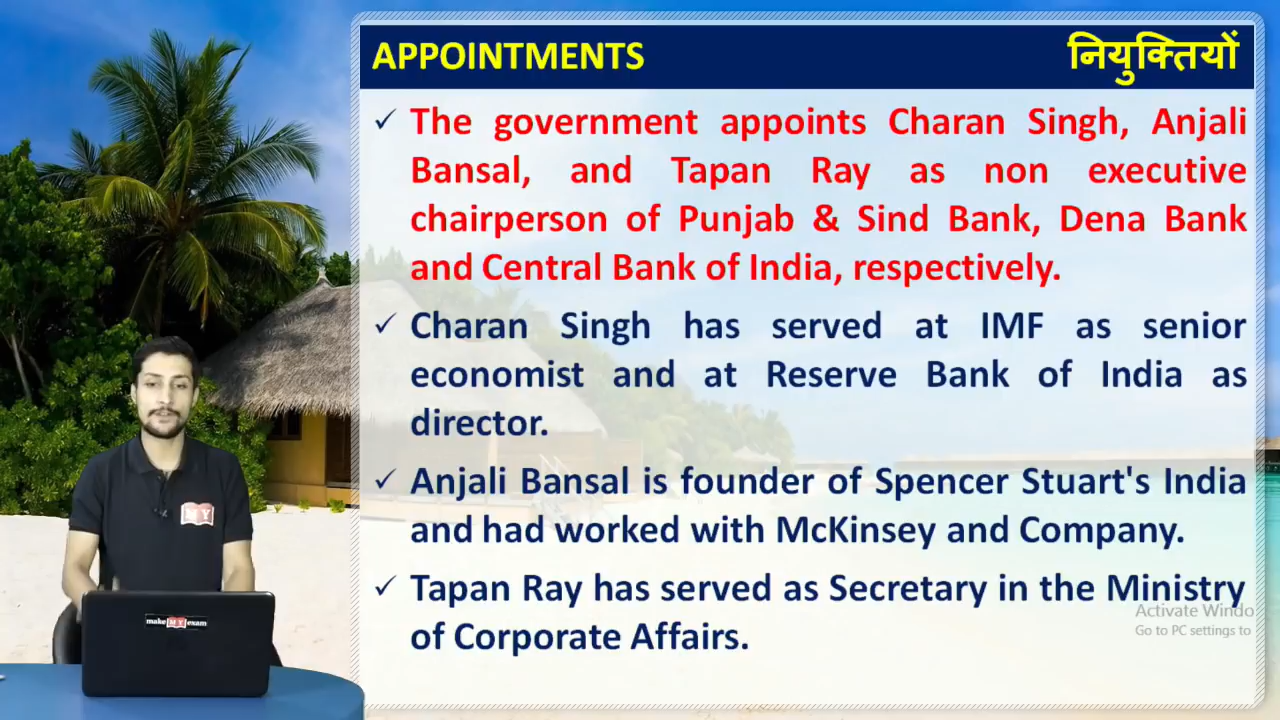 APPOINTMENTS नियुक्तियों
✓ The government appoints Charan Singh, Anjali
Bansal, and Tapan Ray as non executive
chairperson of Punjab & Sind Bank, Dena Bank
and Central Bank of India, respectively.
✓ Charan Singh has served at IMF as senior
economist and at Reserve Bank of India as
director.
✓ Anjali Bansal is founder of Spencer Stuart's India
and had worked with McKinsey and Company.
✓ Tapan Ray has served as Secretary in the Ministry
of Corporate Affairs.
Activate Windo
Go to PC settings to
M Y
make M Y exam